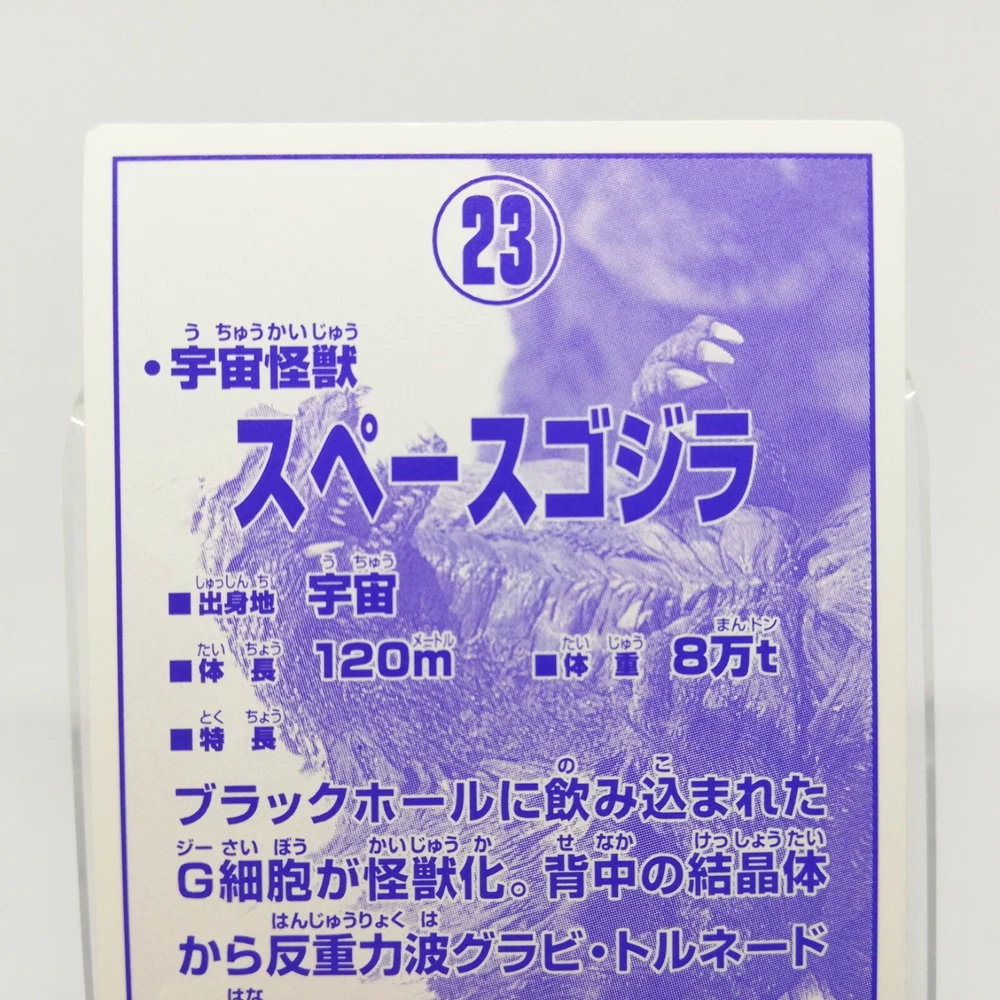 23
うちゅうかいじゅう
・宇宙怪獣
スペースゴジラ
しゅっしんち うちゅう
■出身地 宇宙
たいちょう メートル たいじゅう まんトン
■体長 120m ■体重 8万t
とくちょう
■特長
の こ
ブラックホールに飲み込まれた
ジーさいぼう かいじゅうか せなか けっしょうたい
G細胞が怪獣化。背中の結晶体
はんじゅうりょくは
から反重力波グラビ・トルネード
はな